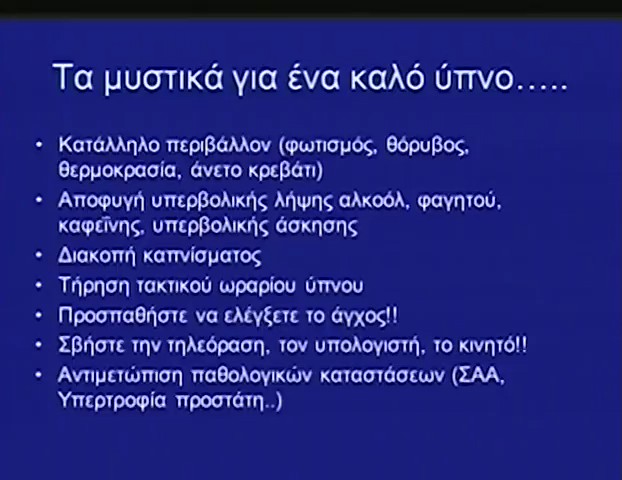 Τα μυστικά για ένα καλό ύπνο…..
• Κατάλληλο περιβάλλον (φωτισμός, θόρυβος,
θερμοκρασία, άνετο κρεβάτι)
• Αποφυγή υπερβολικής λήψης αλκοόλ, φαγητού,
καφεΐνης, υπερβολικής άσκησης
• Διακοπή καπνίσματος
• Τήρηση τακτικού ωραρίου ύπνου
• Προσπαθήστε να ελέγξετε το άγχος!!
• Σβήστε την τηλεόραση, τον υπολογιστή, το κινητό!!
• Αντιμετώπιση παθολογικών καταστάσεων (ΣΑΑ,
Υπερτροφία προστάτη..)